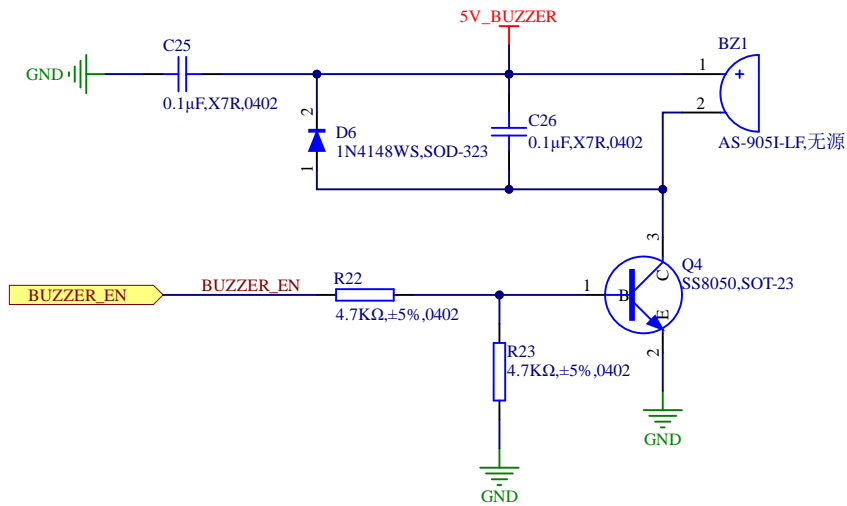 5V_BUZZER
C25
BZ1
GND
1
+
0.1μF,X7R,0402
2
2
C26
D6
0.1μF,X7R,0402
1N4148WS,SOD-323
AS-905I-LF,无源
1
3
Q4
C
SS8050,SOT-23
R22
BUZZER_EN
BUZZER_EN
1
B
4.7KΩ,±5%,0402
E
R23
2
4.7KΩ,±5%,0402
GND
GND